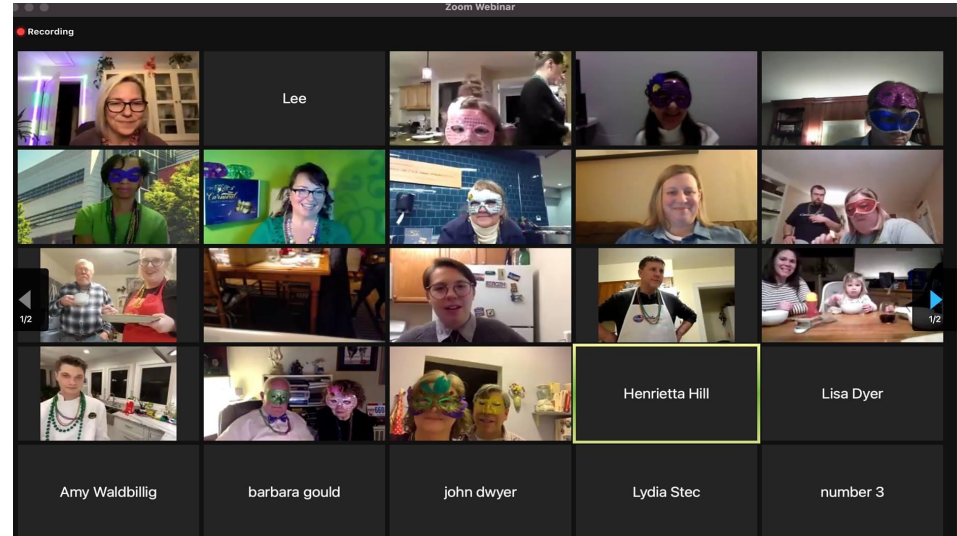 Zoom Webinar
Recording
Lee
Carnaval
1/2
1/2
Henrietta Hill
Lisa Dyer
Amy Waldbillig
barbara gould
john dwyer
Lydia Stec
number 3